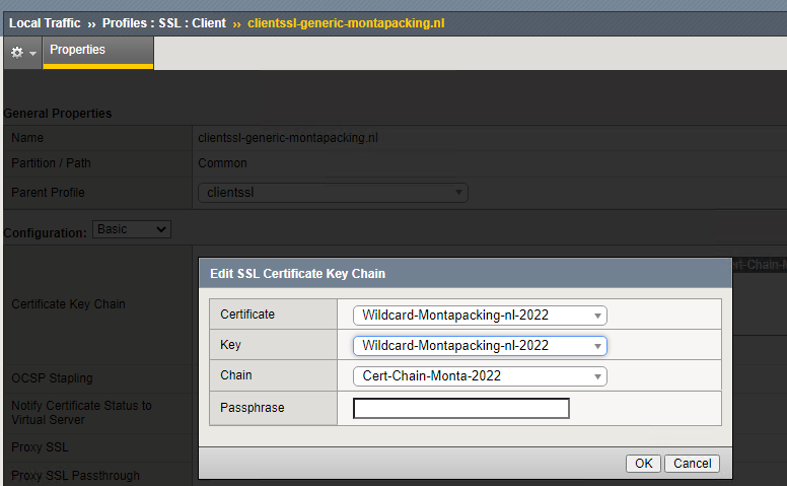 Local Traffic ›› Profiles : SSL : Client ›› clientssl-generic-montapacking.nl
Properties
General Properties
Name clientssl-generic-montapacking.nl
Partition / Path Common
Parent Profile clientssl
Configuration: Basic
Edit SSL Certificate Key Chain
Certificate Wildcard-Montapacking-nl-2022
Key Wildcard-Montapacking-nl-2022
Chain Cert-Chain-Monta-2022
Passphrase
OK Cancel
Certificate Key Chain
OCSP Stapling
Notify Certificate Status to
Virtual Server
Proxy SSL
Proxy SSL Passthrough